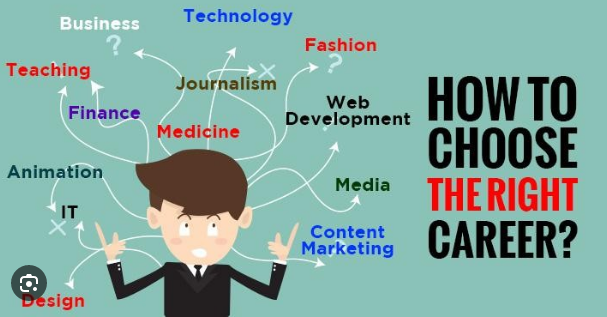 Business
Technology
Fashion
Teaching
Journalism
Finance
Web
Development
Medicine
Animation
Media
IT
Content
Marketing
Design
HOW TO
CHOOSE
THE RIGHT
CAREER?